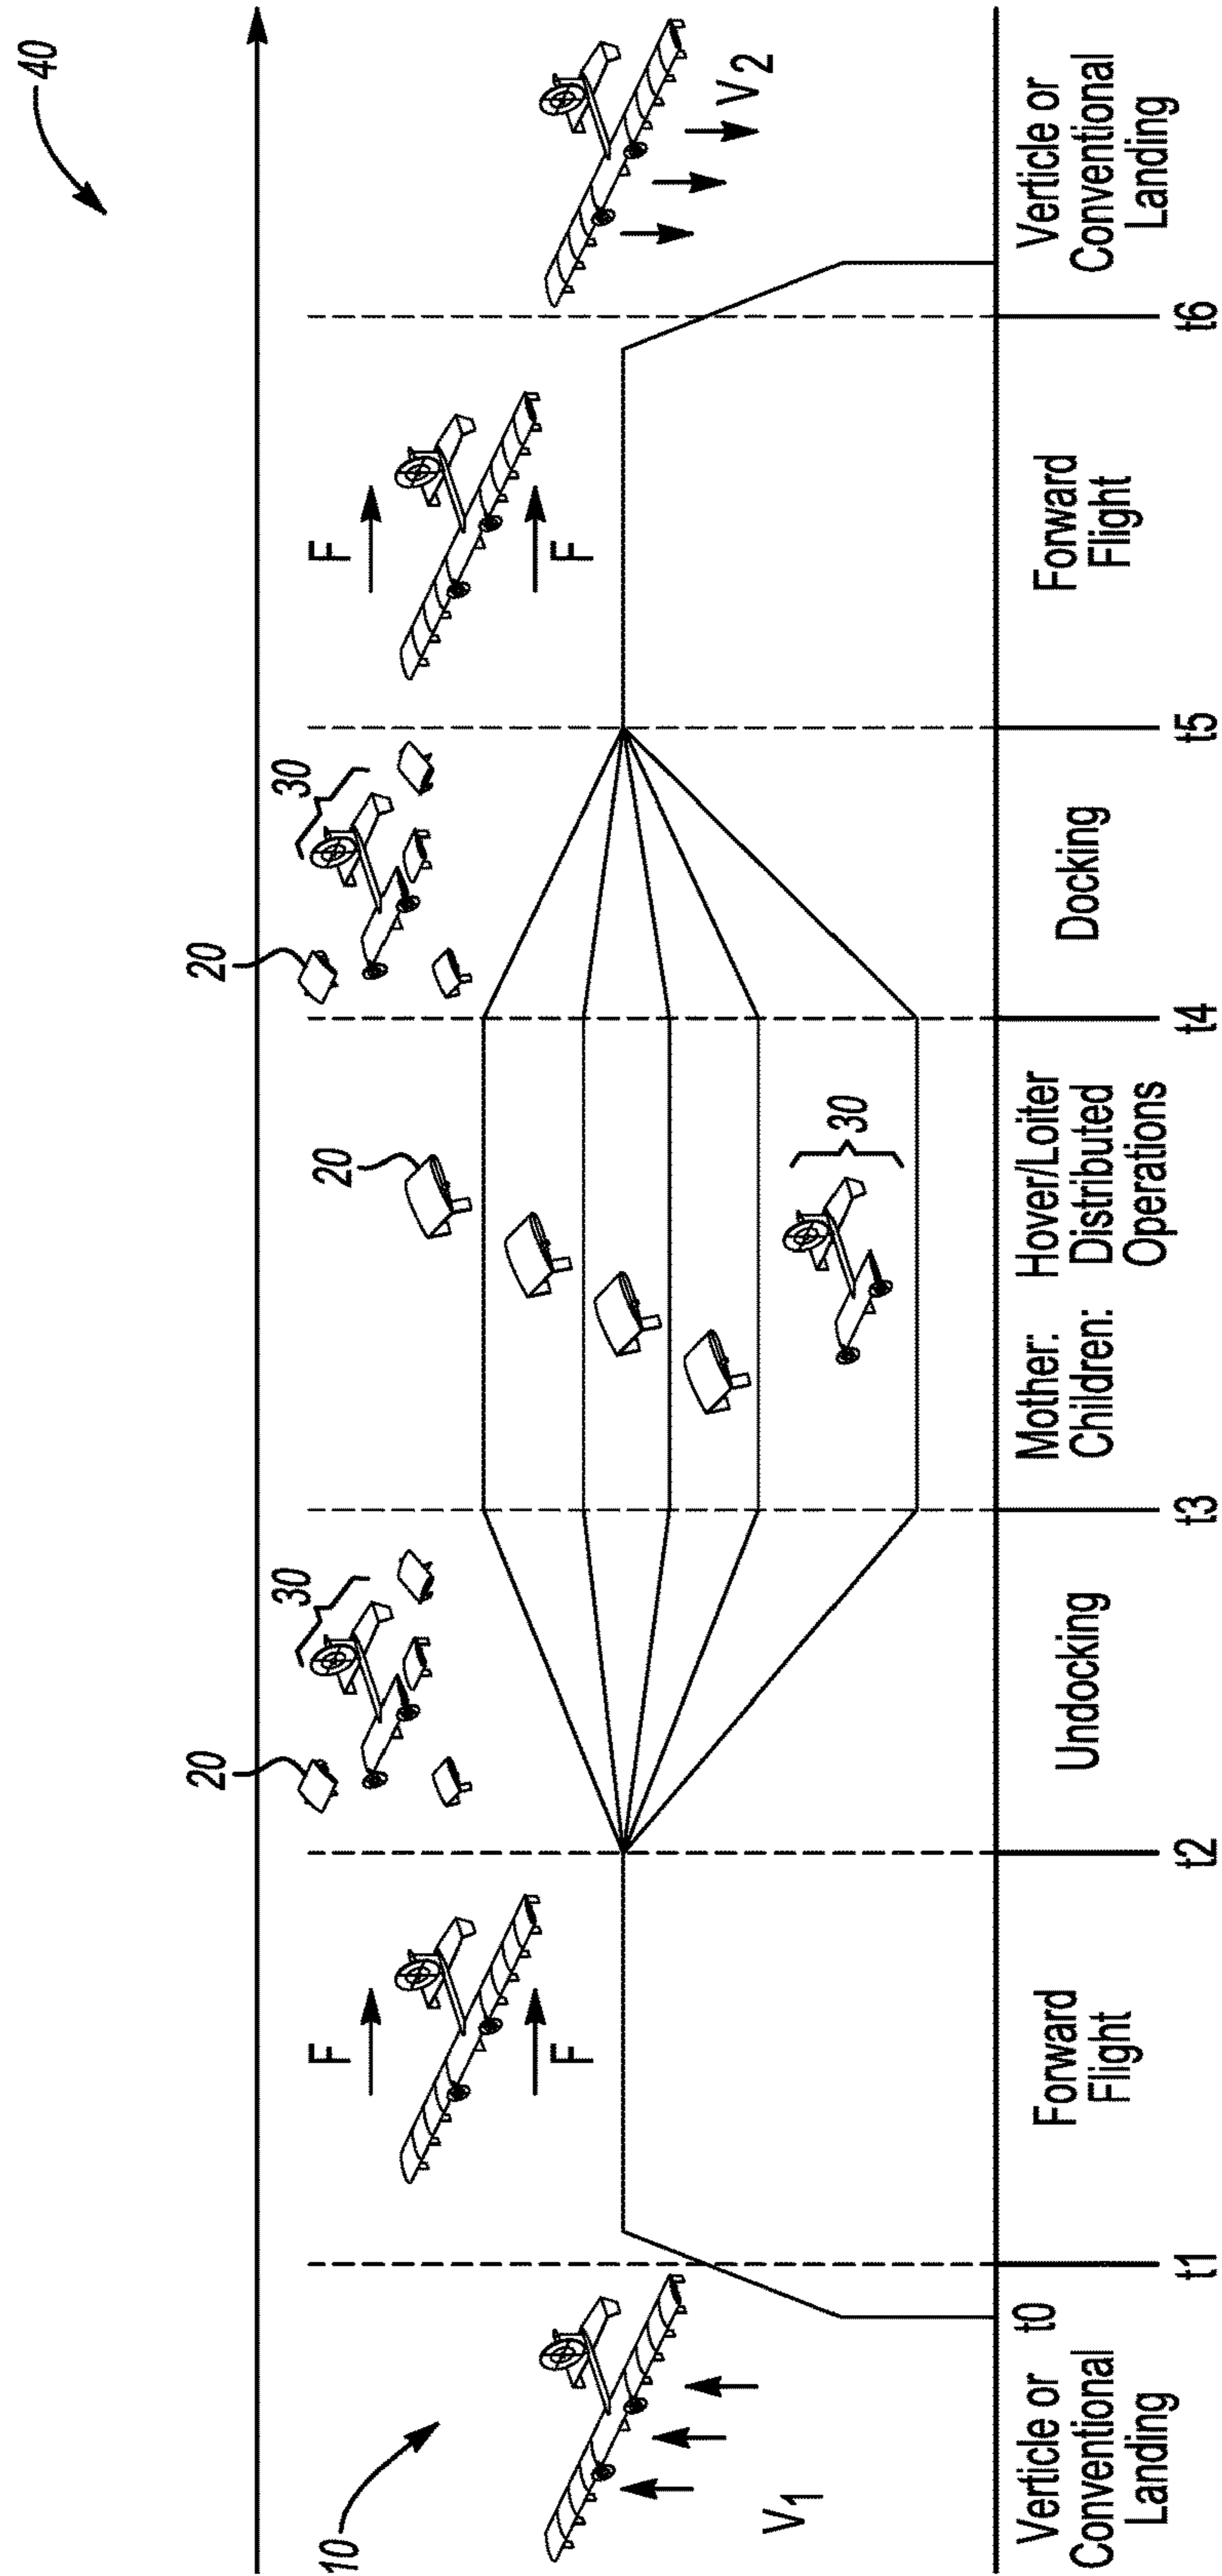 40
10
V1
F
F
20
30
20
30
20
30
F
F
V2
Verticle or
Conventional
Landing
t0
t1
Forward
Flight
t2
Undocking
t3
Mother: Hover/Loiter
Children: Distributed
Operations
t4
Docking
t5
Forward
Flight
t6
Verticle or
Conventional
Landing